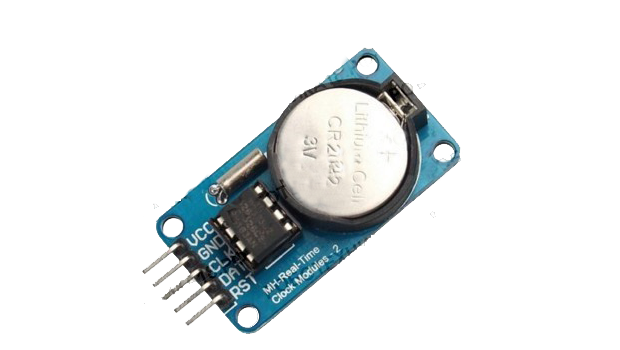 Lithium Cell
CR2032
3V
+
VCC
GND
CLK
DAT
RST
MH-Real-Time
Clock Modules - 2